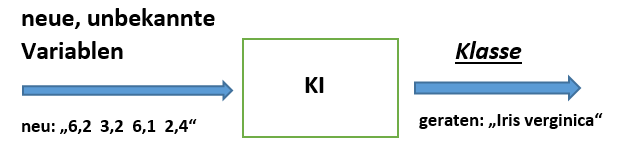 neue, unbekannte
Variablen
KI
Klasse
neu: „6,2 3,2 6,1 2,4“
geraten: „Iris verginica“